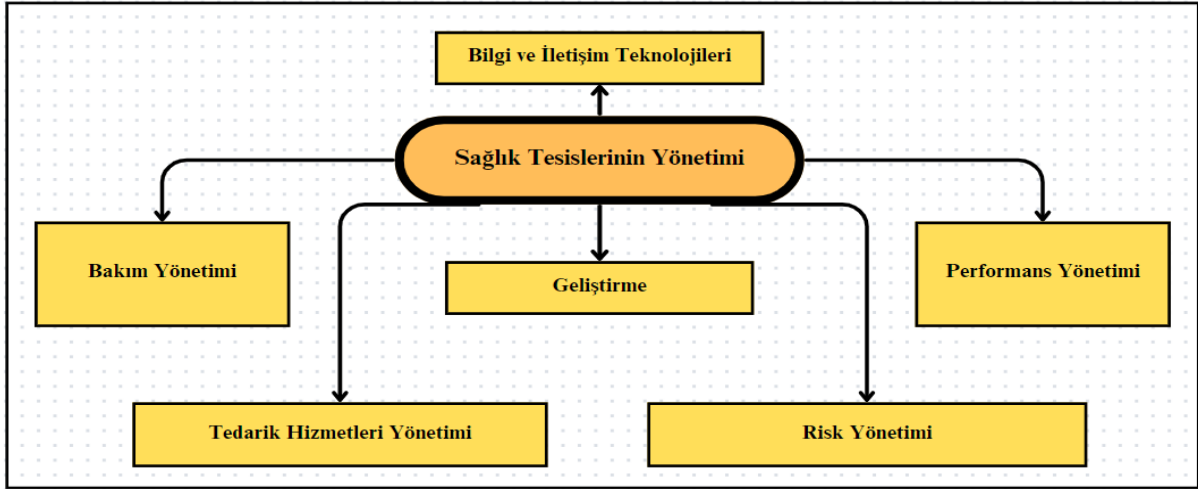 Bilgi ve İletişim Teknolojileri
Sağlık Tesislerinin Yönetimi
Bakım Yönetimi
Geliştirme
Performans Yönetimi
Tedarik Hizmetleri Yönetimi
Risk Yönetimi